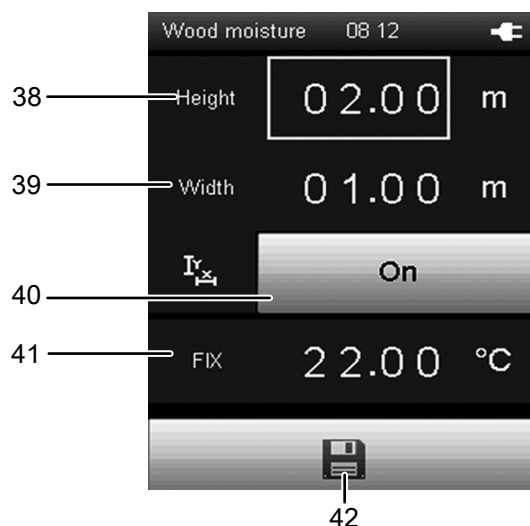 Wood moisture 08 12
38 Height 02.00 m
39 Width 01.00 m
40 Y X On
41 FIX 22.00 °C
42